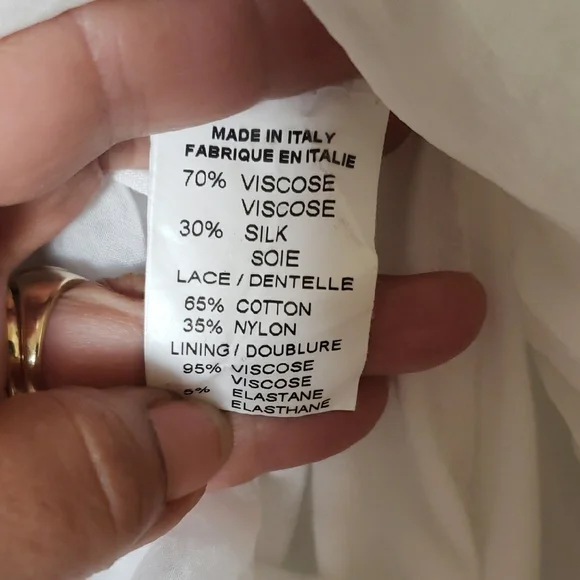 MADE IN ITALY
FABRIQUE EN ITALIE
70% VISCOSE
VISCOSE
30% SILK
SOIE
LACE / DENTELLE
65% COTTON
35% NYLON
LINING / DOUBLURE
95% VISCOSE
VISCOSE
5% ELASTANE
ELASTHANE